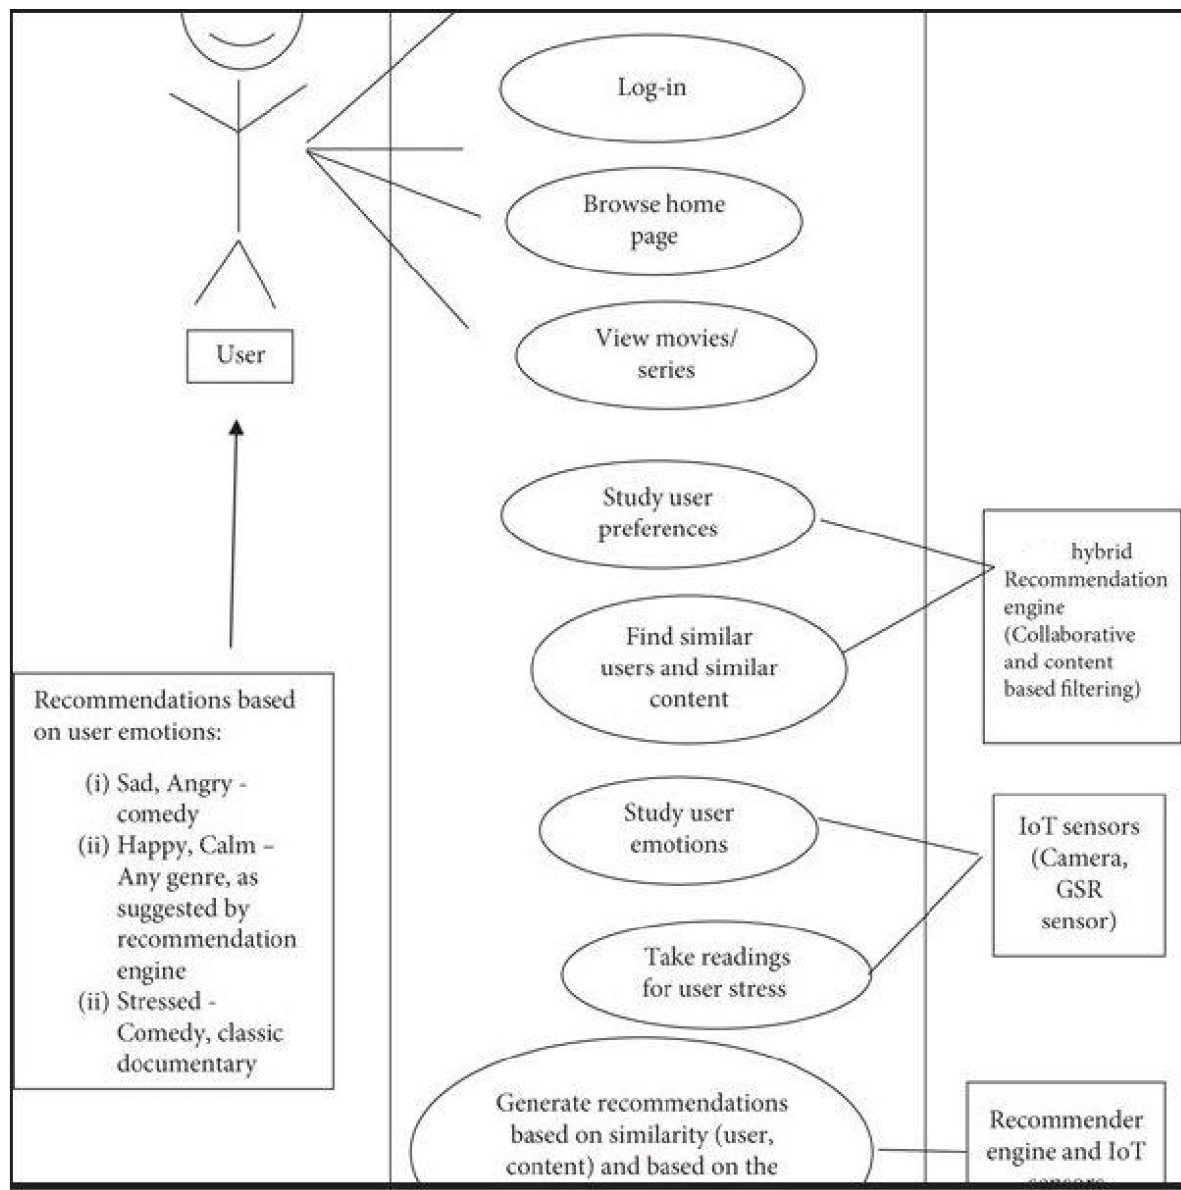 Log-in
Browse home
page
View movies/
series
User
Study user
preferences
hybrid
Recommendation
engine
(Collaborative
and content
based filtering)
Find similar
users and similar
content
Recommendations based
on user emotions:
(i) Sad, Angry -
comedy
(ii) Happy, Calm –
Any genre, as
suggested by
recommendation
engine
(ii) Stressed -
Comedy, classic
documentary
Study user
emotions
IoT sensors
(Camera,
GSR
sensor)
Take readings
for user stress
Generate recommendations
based on similarity (user,
content) and based on the
Recommender
engine and IoT
sensors